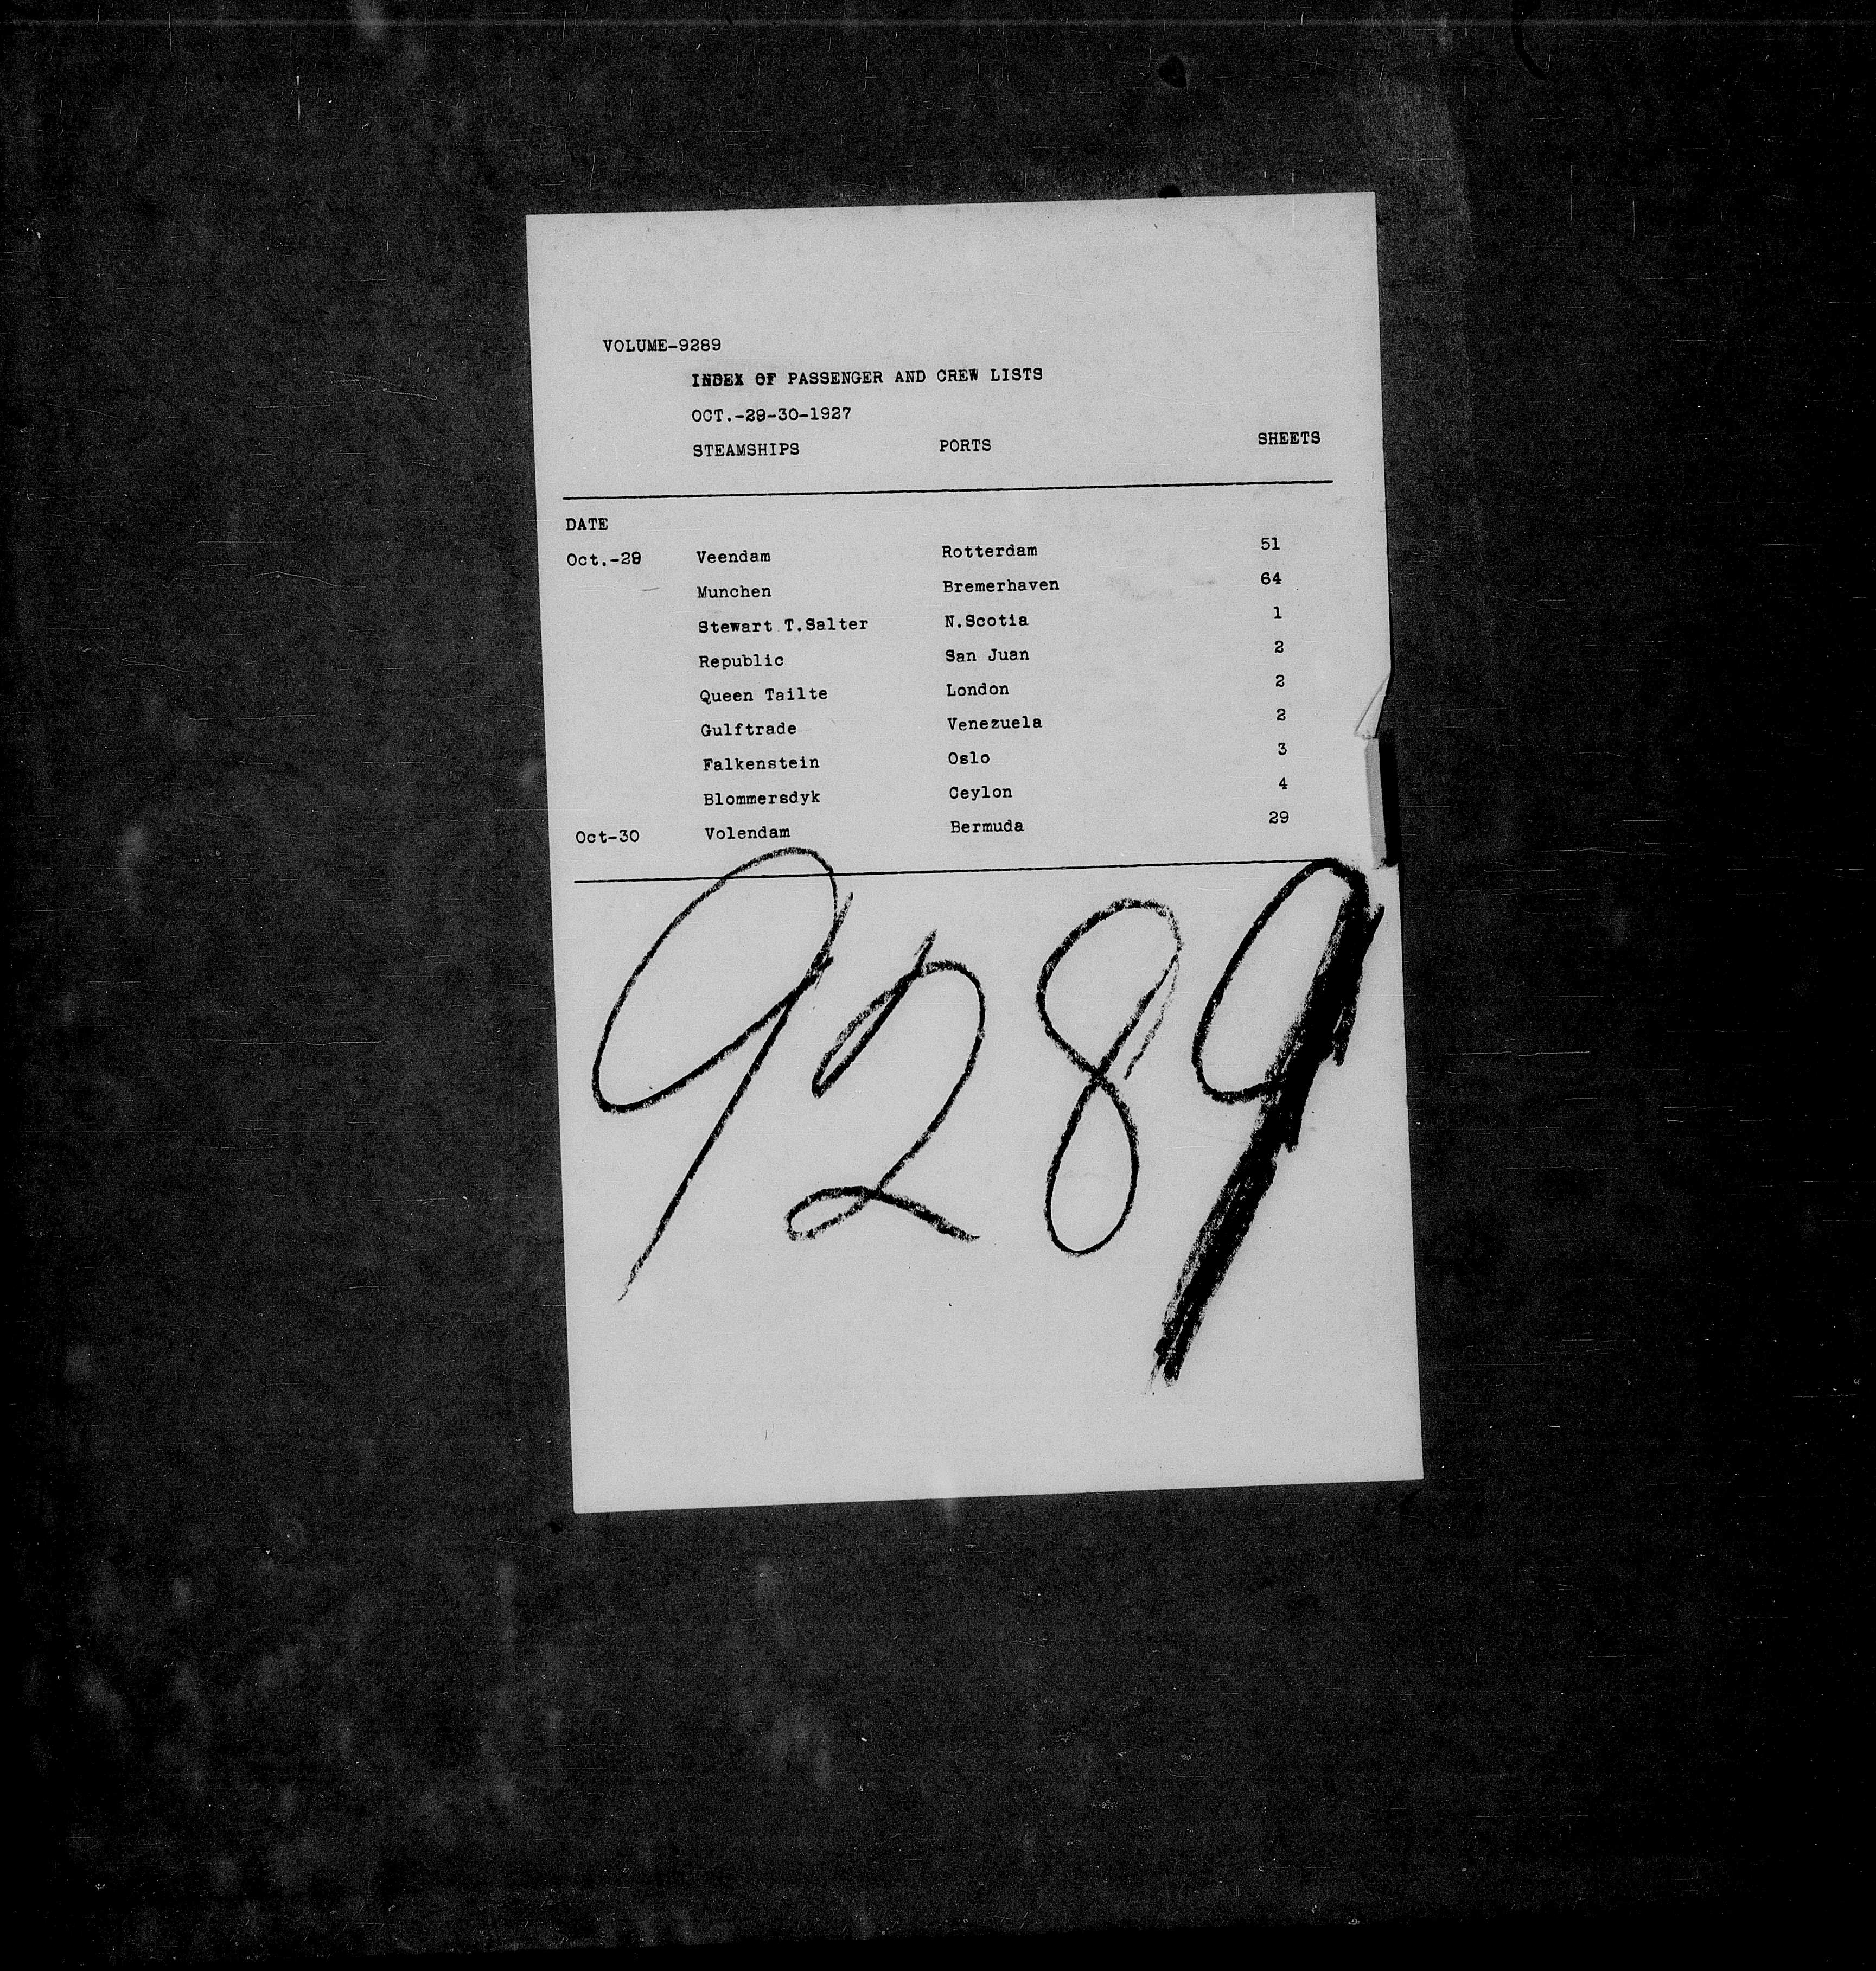 VOLUME-9289
INDEX OF PASSENGER AND CREW LISTS
OCT.-29-30-1927
STEAMSHIPS PORTS SHEETS
DATE
Oct.-29 Veendam Rotterdam 51
Munchen Bremerhaven 64
Stewart T.Salter N.Scotia 1
Republic San Juan 2
Queen Tailte London 2
Gulftrade Venezuela 2
Falkenstein Oslo 3
Blommersdyk Ceylon 4
Oct-30 Volendam Bermuda 29
9289